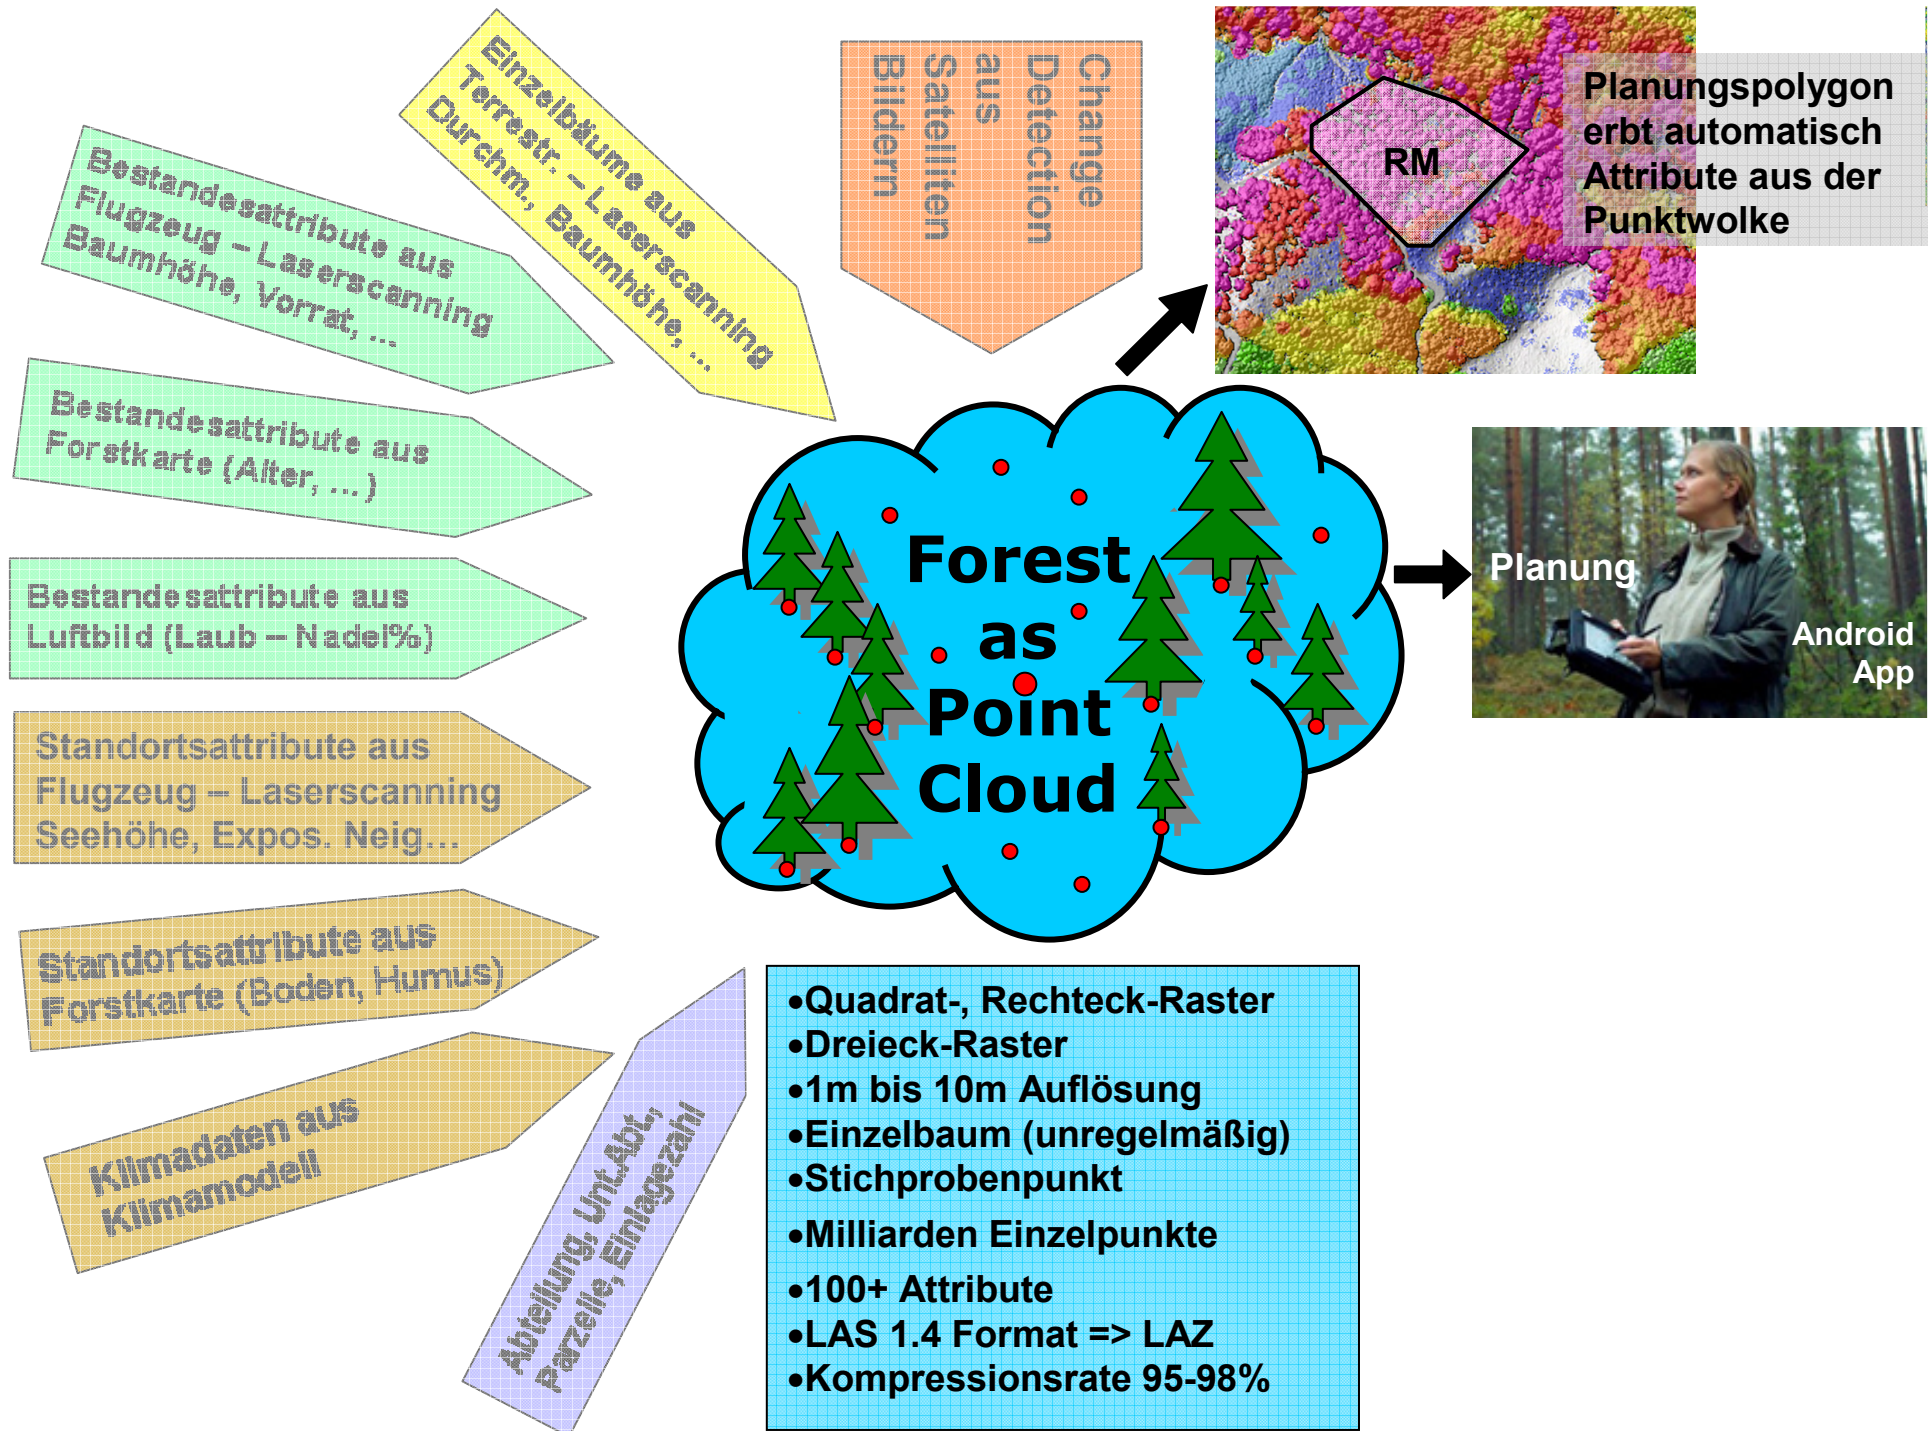 Einzelbäume aus
Terrestr. – Laserscanning
Durchm., Baumhöhe, ...
Change
Detection
aus
Satelliten
Bildern
Planungspolygon
erbt automatisch
Attribute aus der
Punktwolke
RM
Bestandesattribute aus
Flugzeug – Laserscanning
Baumhöhe, Vorrat, ...
Bestandesattribute aus
Forstkarte (Alter, ...)
Bestandesattribute aus
Luftbild (Laub – Nadel%)
Standortsattribute aus
Flugzeug – Laserscanning
Seehöhe, Expos. Neig...
Standortsattribute aus
Forstkarte (Boden, Humus)
Klimadaten aus
Klimamodell
Abteilung, Unt.Abt.,
Parzelle, Einlagezahl
Forest
as
Point
Cloud
Planung
Android
App
•Quadrat-, Rechteck-Raster
•Dreieck-Raster
•1m bis 10m Auflösung
•Einzelbaum (unregelmäßig)
•Stichprobenpunkt
•Milliarden Einzelpunkte
•100+ Attribute
•LAS 1.4 Format => LAZ
•Kompressionsrate 95-98%